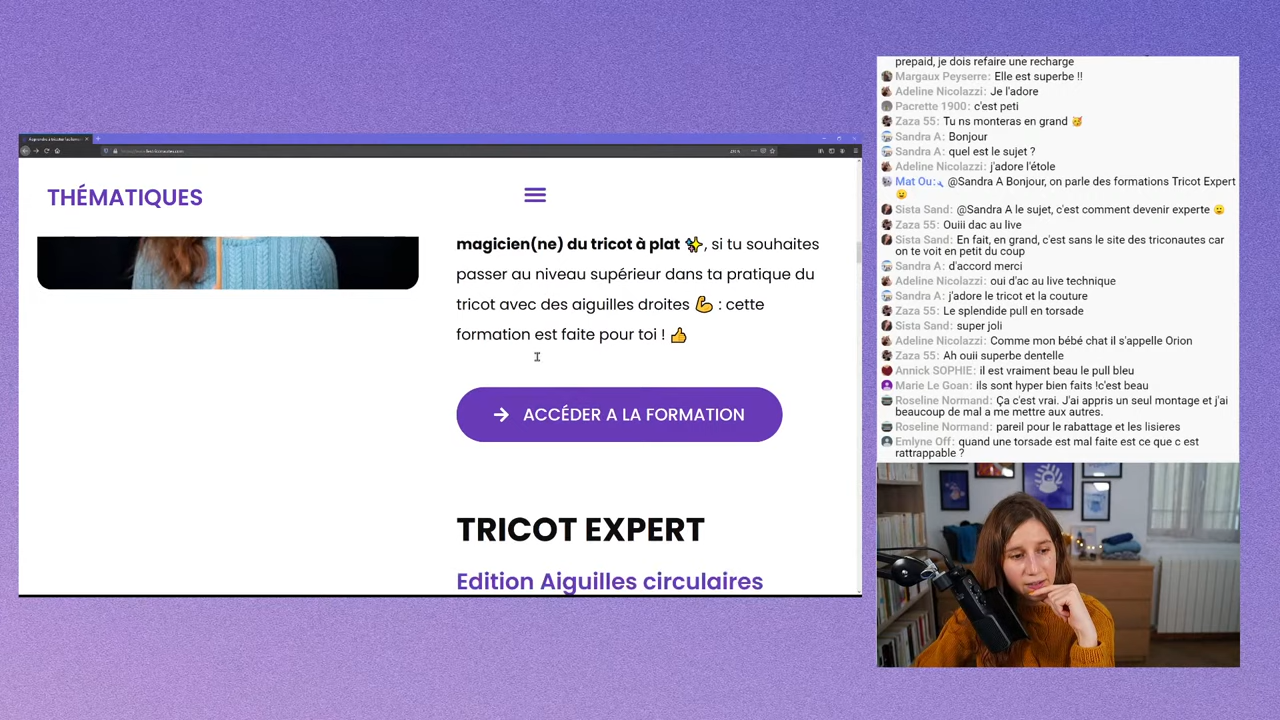 THÉMATIQUES
magicien(ne) du tricot à plat ✨, si tu souhaites
passer au niveau supérieur dans ta pratique du
tricot avec des aiguilles droites 💪 : cette
formation est faite pour toi ! 👍
ACCÉDER A LA FORMATION
TRICOT EXPERT
Edition Aiguilles circulaires
prepaid, je dois refaire une recharge
Margaux Peyserre: Elle est superbe !!
Adeline Nicolazzi: Je l'adore
Pacrette 1900: c'est peti
Zaza 55: Tu ns monteras en grand 🥳
Sandra A: Bonjour
Sandra A: quel est le sujet ?
Adeline Nicolazzi: j'adore l'étole
Mat Ou: @Sandra A Bonjour, on parle des formations Tricot Expert
🙂
Sista Sand: @Sandra A le sujet, c'est comment devenir experte 🙂
Zaza 55: Ouiii dac au live
Sista Sand: En fait, en grand, c'est sans le site des triconautes car
on te voit en petit du coup
Sandra A: d'accord merci
Adeline Nicolazzi: oui d'ac au live technique
Sandra A: j'adore le tricot et la couture
Zaza 55: Le splendide pull en torsade
Sista Sand: super joli
Adeline Nicolazzi: Comme mon bébé chat il s'appelle Orion
Zaza 55: Ah ouii superbe dentelle
Annick SOPHIE: il est vraiment beau le pull bleu
Marie Le Goan: ils sont hyper bien faits !c'est beau
Roseline Normand: Ça c'est vrai. J'ai appris un seul montage et j'ai
beaucoup de mal a me mettre aux autres.
Roseline Normand: pareil pour le rabattage et les lisieres
Emlyne Off: quand une torsade est mal faite est ce que c est
rattrappable ?